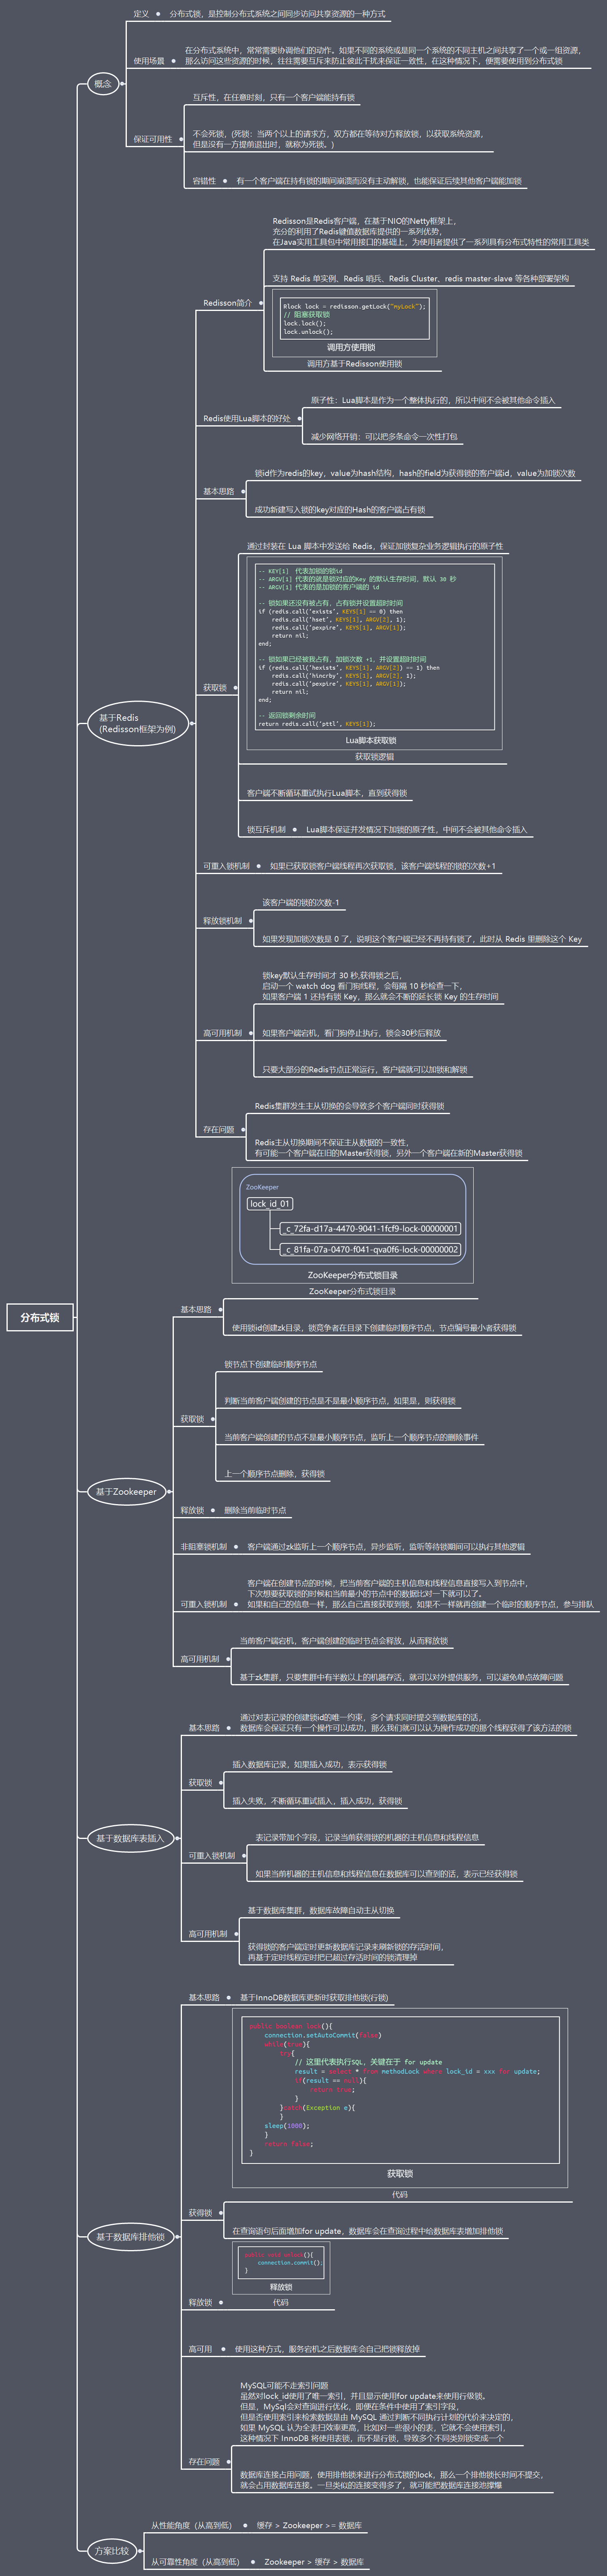 分布式锁
概念
定义
分布式锁，是控制分布式系统之间同步访问共享资源的一种方式
使用场景
在分布式系统中，常常需要协调他们的动作。如果不同的系统或是同一个系统的不同主机之间共享了一个或一组资源，
那么访问这些资源的时候，往往需要互斥来防止彼此干扰来保证一致性，在这种情况下，便需要使用到分布式锁
保证可用性
互斥性，在任意时刻，只有一个客户端能持有锁
不会死锁，(死锁：当两个以上的请求方，双方都在等待对方释放锁，以获取系统资源，
但是没有一方提前退出时，就称为死锁。)
容错性
有一个客户端在持有锁的期间崩溃而没有主动解锁，也能保证后续其他客户端能加锁
基于Redis
(Redisson框架为例)
Redisson简介
Redisson是Redis客户端，在基于NIO的Netty框架上，
充分的利用了Redis键值数据库提供的一系列优势，
在Java实用工具包中常用接口的基础上，为使用者提供了一系列具有分布式特性的常用工具类
支持 Redis 单实例、Redis 哨兵、Redis Cluster、redis master-slave 等各种部署架构
Rlock lock = redisson.getLock("myLock");
// 阻塞获取锁
lock.lock();
lock.unlock();
调用方使用锁
调用方基于Redisson使用锁
Redis使用Lua脚本的好处
原子性：Lua脚本是作为一个整体执行的，所以中间不会被其他命令插入
减少网络开销：可以把多条命令一次性打包
基本思路
锁id作为redis的key，value为hash结构，hash的field为获得锁的客户端id，value为加锁次数
成功新建写入锁的key对应的Hash的客户端占有锁
获取锁
通过封装在 Lua 脚本中发送给 Redis，保证加锁复杂业务逻辑执行的原子性
-- KEY[1] 代表加锁的锁id
-- ARGV[1] 代表的就是锁对应的Key 的默认生存时间，默认 30 秒
-- ARGV[1] 代表的是加锁的客户端的 id
-- 锁如果还没有被占有，占有锁并设置超时时间
if (redis.call('exists', KEYS[1] == 0) then
redis.call('hset', KEYS[1], ARGV[2], 1);
redis.call('pexpire', KEYS[1], ARGV[1]);
return nil;
end;
-- 锁如果已经被我占有，加锁次数 +1，并设置超时时间
if (redis.call('hexists', KEYS[1], ARGV[2]) == 1) then
redis.call('hincrby', KEYS[1], ARGV[2], 1);
redis.call('pexpire', KEYS[1], ARGV[1]);
return nil;
end;
-- 返回锁剩余时间
return redis.call('pttl', KEYS[1]);
Lua脚本获取锁
获取锁逻辑
客户端不断循环重试执行Lua脚本，直到获得锁
锁互斥机制
Lua脚本保证并发情况下加锁的原子性，中间不会被其他命令插入
可重入锁机制
如果已获取锁客户端线程再次获取锁，该客户端线程的锁的次数+1
释放锁机制
该客户端的锁的次数-1
如果发现加锁次数是 0 了，说明这个客户端已经不再持有锁了，此时从 Redis 里删除这个 Key
高可用机制
锁key默认生存时间才 30 秒,获得锁之后，
启动一个 watch dog 看门狗线程，会每隔 10 秒检查一下，
如果客户端 1 还持有锁 Key，那么就会不断的延长锁 Key 的生存时间
如果客户端宕机，看门狗停止执行，锁会30秒后释放
只要大部分的Redis节点正常运行，客户端就可以加锁和解锁
存在问题
Redis集群发生主从切换的会导致多个客户端同时获得锁
Redis主从切换期间不保证主从数据的一致性，
有可能一个客户端在旧的Master获得锁，另外一个客户端在新的Master获得锁
基于Zookeeper
基本思路
ZooKeeper
lock_id_01
_c_72fa-d17a-4470-9041-1fcf9-lock-00000001
_c_81fa-07a-0470-f041-qva0f6-lock-00000002
ZooKeeper分布式锁目录
ZooKeeper分布式锁目录
使用锁id创建zk目录，锁竞争者在目录下创建临时顺序节点，节点编号最小者获得锁
获取锁
锁节点下创建临时顺序节点
判断当前客户端创建的节点是不是最小顺序节点，如果是，则获得锁
当前客户端创建的节点不是最小顺序节点，监听上一个顺序节点的删除事件
上一个顺序节点删除，获得锁
释放锁
删除当前临时节点
非阻塞锁机制
客户端通过zk监听上一个顺序节点，异步监听，监听等待锁期间可以执行其他逻辑
可重入锁机制
客户端在创建节点的时候，把当前客户端的主机信息和线程信息直接写入到节点中，
下次想要获取锁的时候和当前最小的节点中的数据比对一下就可以了。
如果和自己的信息一样，那么自己直接获取到锁，如果不一样就再创建一个临时的顺序节点，参与排队
高可用机制
当前客户端宕机，客户端创建的临时节点会释放，从而释放锁
基于zk集群，只要集群中有半数以上的机器存活，就可以对外提供服务，可以避免单点故障问题
基于数据库表插入
基本思路
通过对表记录的创建锁id的唯一约束，多个请求同时提交到数据库的话，
数据库会保证只有一个操作可以成功，那么我们就可以认为操作成功的那个线程获得了该方法的锁
获取锁
插入数据库记录，如果插入成功，表示获得锁
插入失败，不断循环重试插入，插入成功，获得锁
可重入锁机制
表记录带加个字段，记录当前获得锁的机器的主机信息和线程信息
如果当前机器的主机信息和线程信息在数据库可以查到的话，表示已经获得锁
高可用机制
基于数据库集群，数据库故障自动主从切换
获得锁的客户端定时更新数据库记录来刷新锁的存活时间，
再基于定时线程定时把已超过存活时间的锁清理掉
基于数据库排他锁
基本思路
基于InnoDB数据库更新时获取排他锁(行锁)
获得锁
public boolean lock(){
connection.setAutoCommit(false)
while(true){
try{
// 这里代表执行SQL，关键在于 for update
result = select * from methodLock where lock_id = xxx for update;
if(result == null){
return true;
}
}catch(Exception e){
}
sleep(1000);
}
return false;
}
获取锁
代码
在查询语句后面增加for update，数据库会在查询过程中给数据库表增加排他锁
释放锁
public void unlock(){
connection.commit();
}
释放锁
代码
高可用
使用这种方式，服务宕机之后数据库会自己把锁释放掉
存在问题
MySQL可能不走索引问题
虽然对lock_id使用了唯一索引，并且显示使用for update来使用行级锁。
但是，MySql会对查询进行优化，即便在条件中使用了索引字段，
但是否使用索引来检索数据是由 MySQL 通过判断不同执行计划的代价来决定的，
如果 MySQL 认为全表扫效率更高，比如对一些很小的表，它就不会使用索引，
这种情况下 InnoDB 将使用表锁，而不是行锁，导致多个不同类别锁变成一个
数据库连接占用问题，使用排他锁来进行分布式锁的lock，那么一个排他锁长时间不提交，
就会占用数据库连接。一旦类似的连接变得多了，就可能把数据库连接池撑爆
方案比较
从性能角度（从高到低）
缓存 > Zookeeper >= 数据库
从可靠性角度（从高到低）
Zookeeper > 缓存 > 数据库